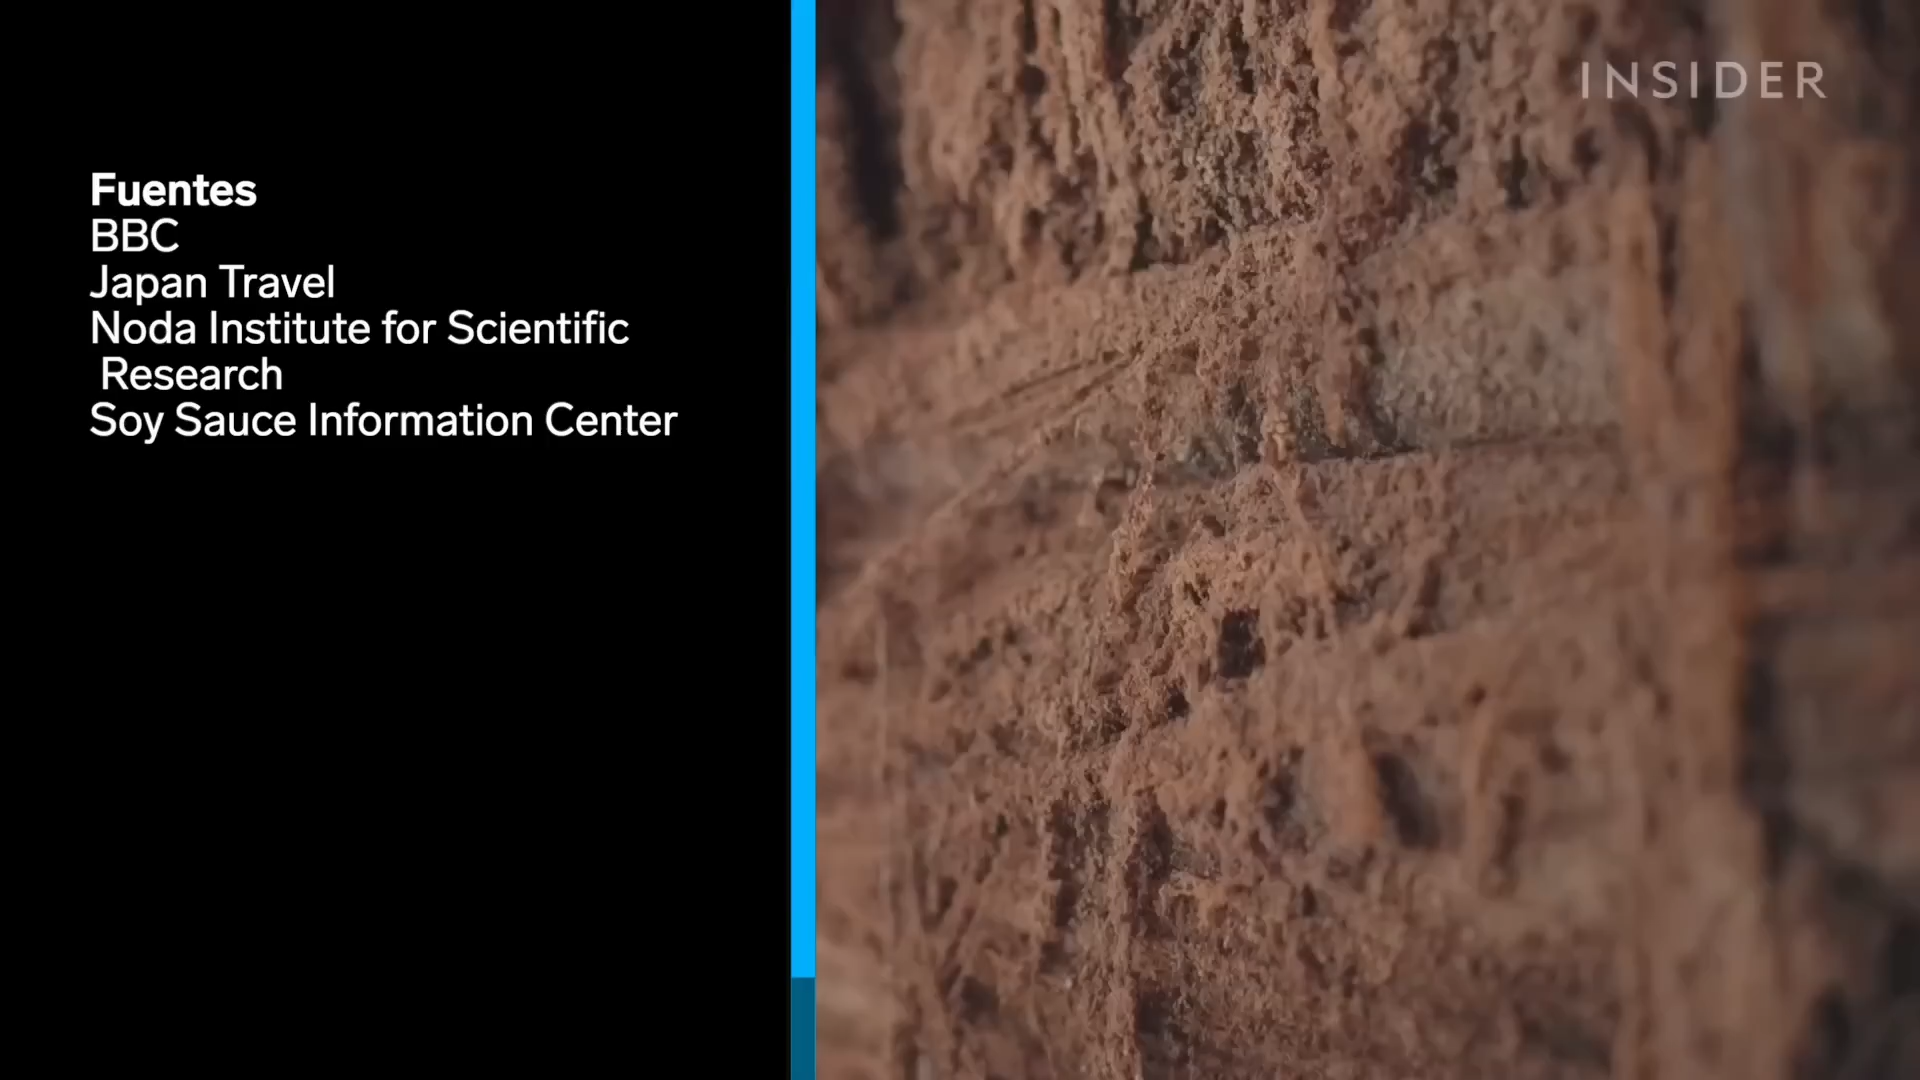 INSIDER
Fuentes
BBC
Japan Travel
Noda Institute for Scientific
Research
Soy Sauce Information Center